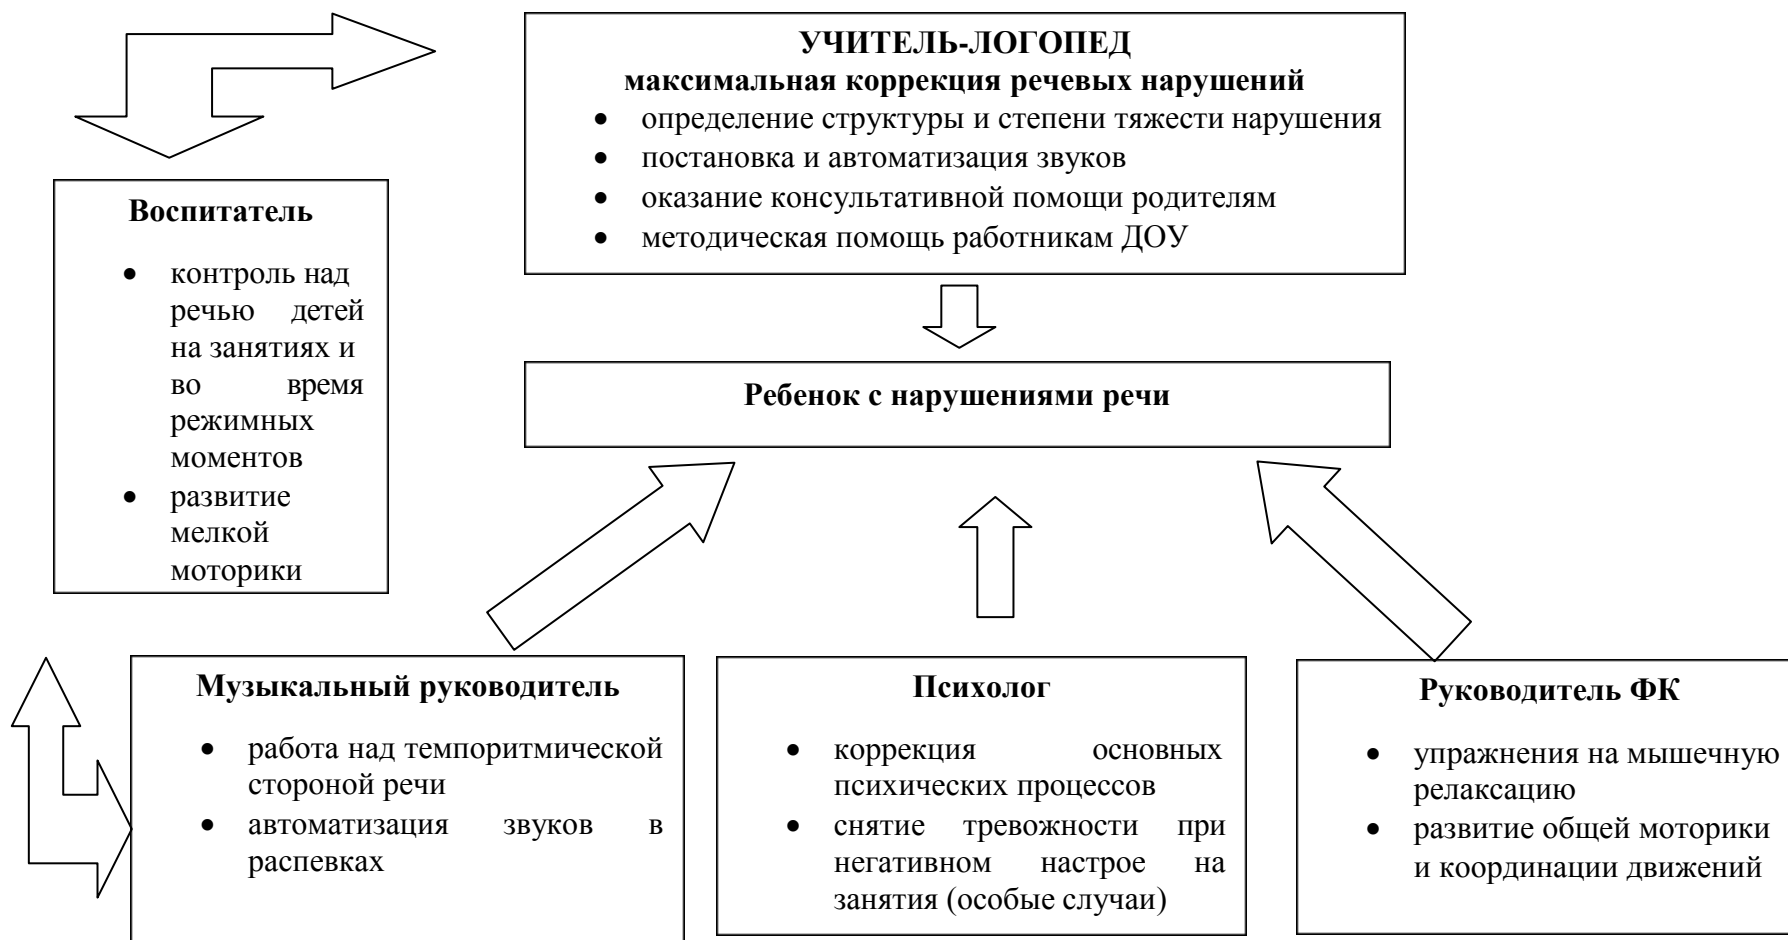 УЧИТЕЛЬ-ЛОГОПЕД
максимальная коррекция речевых нарушений
• определение структуры и степени тяжести нарушения
• постановка и автоматизация звуков
• оказание консультативной помощи родителям
• методическая помощь работникам ДОУ
Воспитатель
• контроль над
речью детей
на занятиях и
во время
режимных
моментов
• развитие
мелкой
моторики
Ребенок с нарушениями речи
Музыкальный руководитель
• работа над темпоритмической
стороной речи
• автоматизация звуков в
распевках
Психолог
• коррекция основных
психических процессов
• снятие тревожности при
негативном настрое на
занятия (особые случаи)
Руководитель ФК
• упражнения на мышечную
релаксацию
• развитие общей моторики
и координации движений